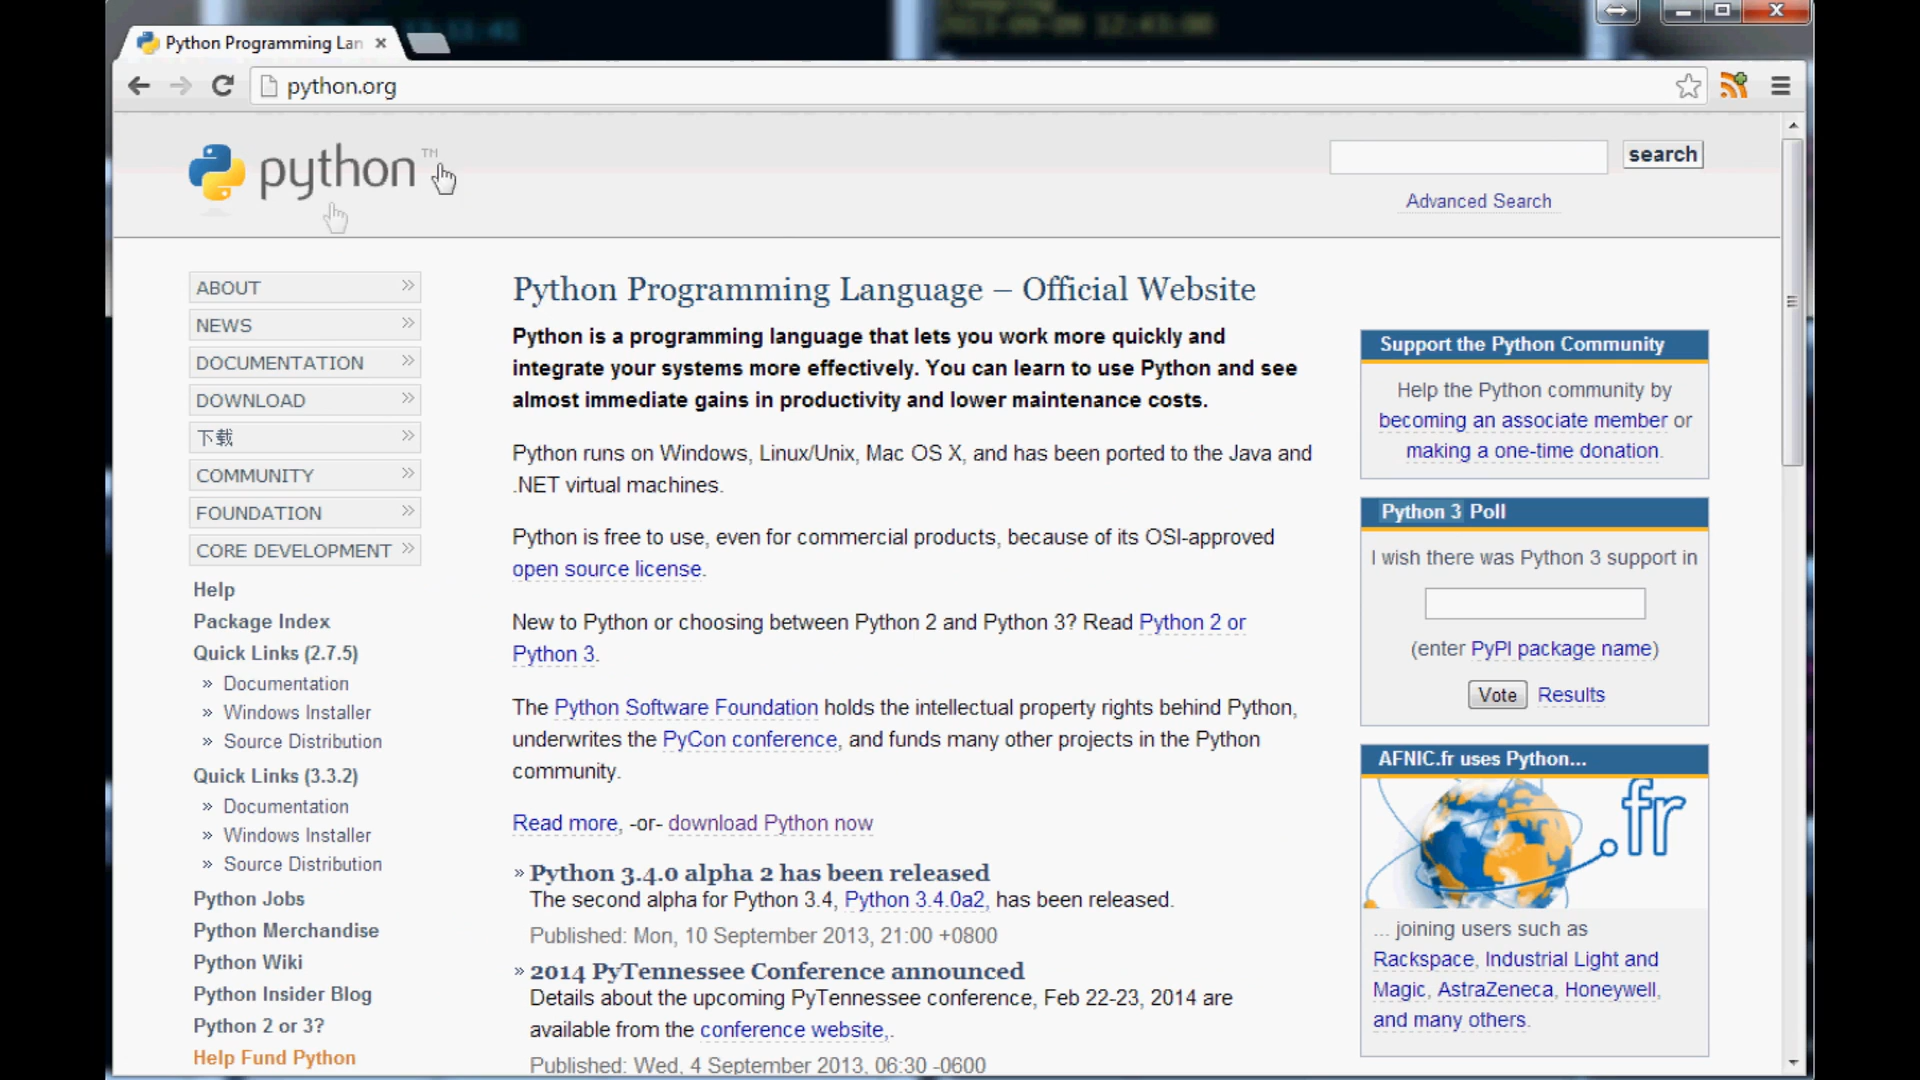 Python Programming Lan
python.org
python™
search
Advanced Search
ABOUT
NEWS
DOCUMENTATION
DOWNLOAD
下载
COMMUNITY
FOUNDATION
CORE DEVELOPMENT
Help
Package Index
Quick Links (2.7.5)
» Documentation
» Windows Installer
» Source Distribution
Quick Links (3.3.2)
» Documentation
» Windows Installer
» Source Distribution
Python Jobs
Python Merchandise
Python Wiki
Python Insider Blog
Python 2 or 3?
Help Fund Python
Python Programming Language – Official Website
Python is a programming language that lets you work more quickly and
integrate your systems more effectively. You can learn to use Python and see
almost immediate gains in productivity and lower maintenance costs.
Python runs on Windows, Linux/Unix, Mac OS X, and has been ported to the Java and
.NET virtual machines.
Python is free to use, even for commercial products, because of its OSI-approved
open source license.
New to Python or choosing between Python 2 and Python 3? Read Python 2 or
Python 3.
The Python Software Foundation holds the intellectual property rights behind Python,
underwrites the PyCon conference, and funds many other projects in the Python
community.
Read more, -or- download Python now
» Python 3.4.0 alpha 2 has been released
The second alpha for Python 3.4, Python 3.4.0a2, has been released.
Published: Mon, 10 September 2013, 21:00 +0800
» 2014 PyTennessee Conference announced
Details about the upcoming PyTennessee conference, Feb 22-23, 2014 are
available from the conference website,.
Published: Wed, 4 September 2013, 06:30 -0600
Support the Python Community
Help the Python community by
becoming an associate member or
making a one-time donation.
Python 3 Poll
I wish there was Python 3 support in
(enter PyPI package name)
Vote Results
AFNIC.fr uses Python...
.fr
... joining users such as
Rackspace, Industrial Light and
Magic, AstraZeneca, Honeywell,
and many others.